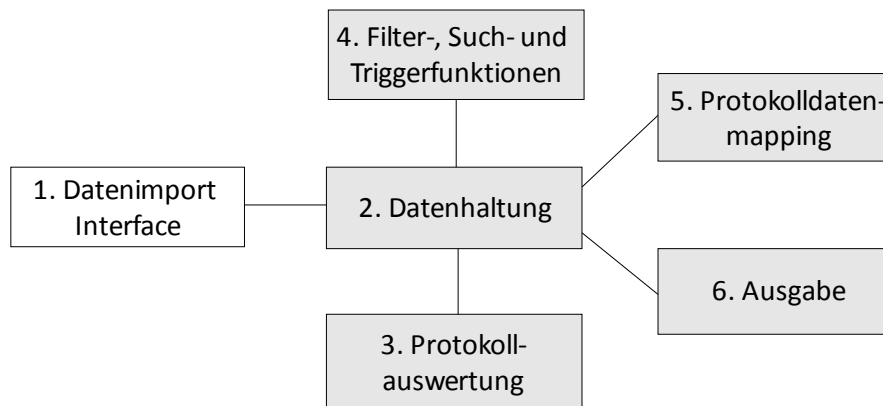 4. Filter-, Such- und
Triggerfunktionen
5. Protokolldaten-
mapping
1. Datenimport
Interface
2. Datenhaltung
6. Ausgabe
3. Protokoll-
auswertung